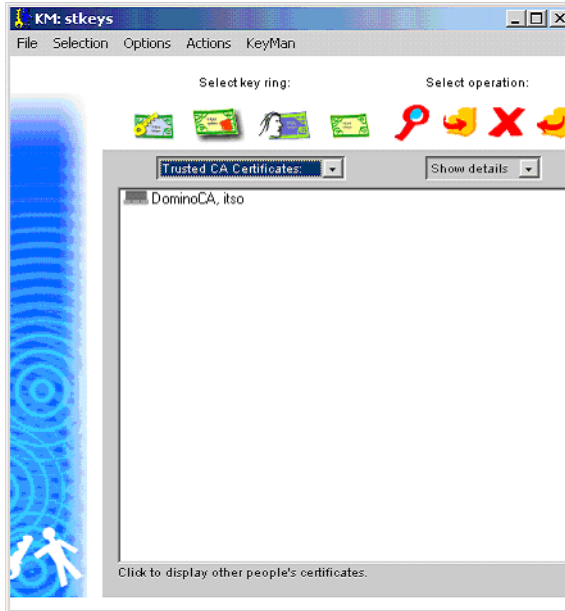 KM: stkeys
File Selection Options Actions KeyMan
Select key ring: Select operation:
Trusted CA Certificates: Show details
DominoCA, itso
Click to display other people's certificates.